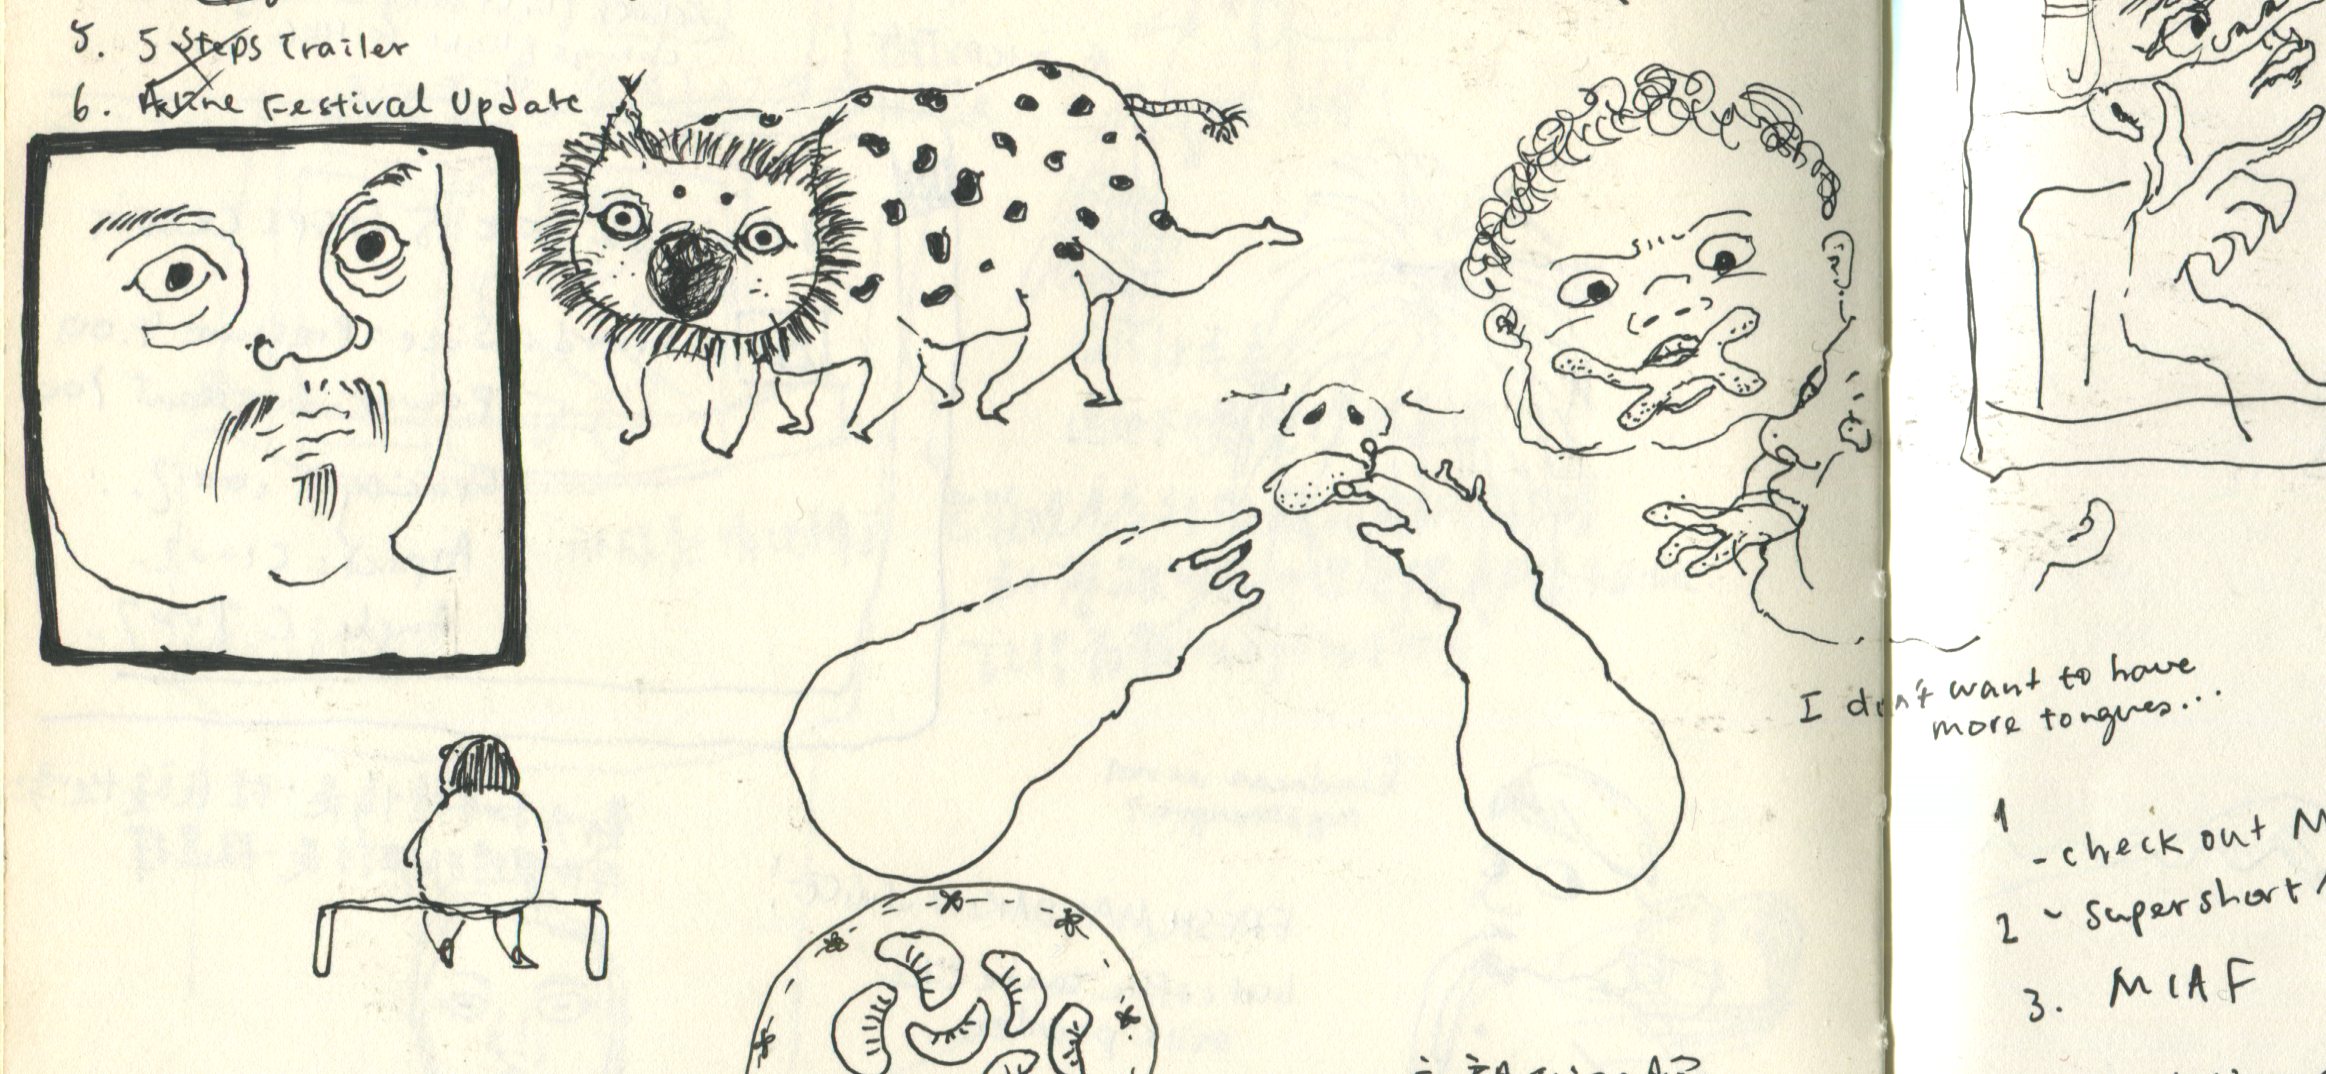 5. 5 Steps Trailer
6. Festival Update
I don't want to have
more tongues...
1
- check out M
2 - supershort
3. MIAF